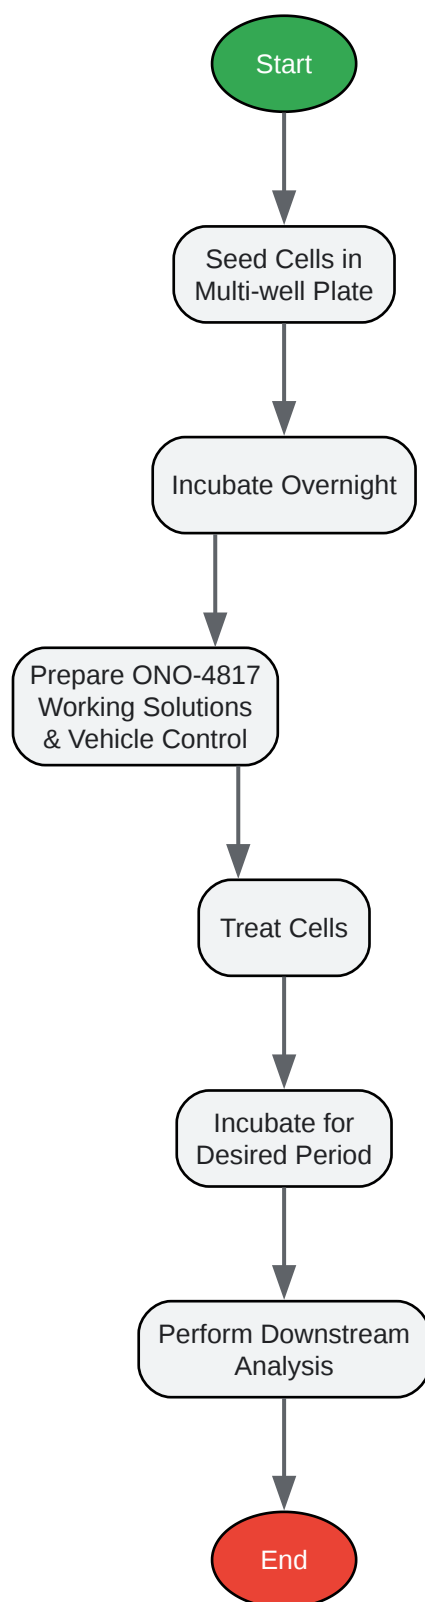 Start
Seed Cells in
Multi-well Plate
Incubate Overnight
Prepare ONO-4817
Working Solutions
& Vehicle Control
Treat Cells
Incubate for
Desired Period
Perform Downstream
Analysis
End